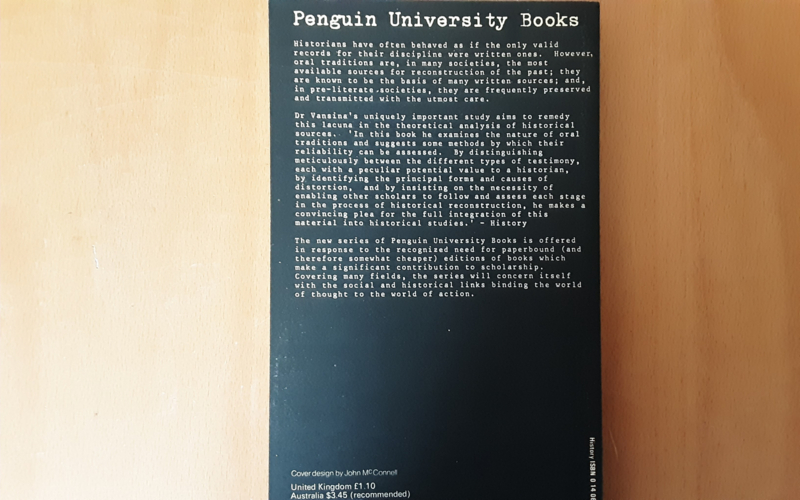 Penguin University Books
Historians have often behaved as if the only valid
records for their discipline were written ones. However,
oral traditions are, in many societies, the most
available sources for reconstruction of the past; they
are known to be the basis of many written sources; and,
in pre-literate societies, they are frequently preserved
and transmitted with the utmost care.
Dr Vansina's uniquely important study aims to remedy
this lacuna in the theoretical analysis of historical
sources. 'In this book he examines the nature of oral
traditions and suggests some methods by which their
reliability can be assessed. By distinguishing
meticulously between the different types of testimony,
each with a peculiar potential value to a historian,
by identifying the principal forms and causes of
distortion, and by insisting on the necessity of
enabling other scholars to follow and assess each stage
in the process of historical reconstruction, he makes a
convincing plea for the full integration of this
material into historical studies.' - History
The new series of Penguin University Books is offered
in response to the recognized need for paperbound (and
therefore somewhat cheaper) editions of books which
make a significant contribution to scholarship.
Covering many fields, the series will concern itself
with the social and historical links binding the world
of thought to the world of action.
Cover design by John McConnell
United Kingdom £1.10
Australia $3.45 (recommended)
History ISBN 0 14